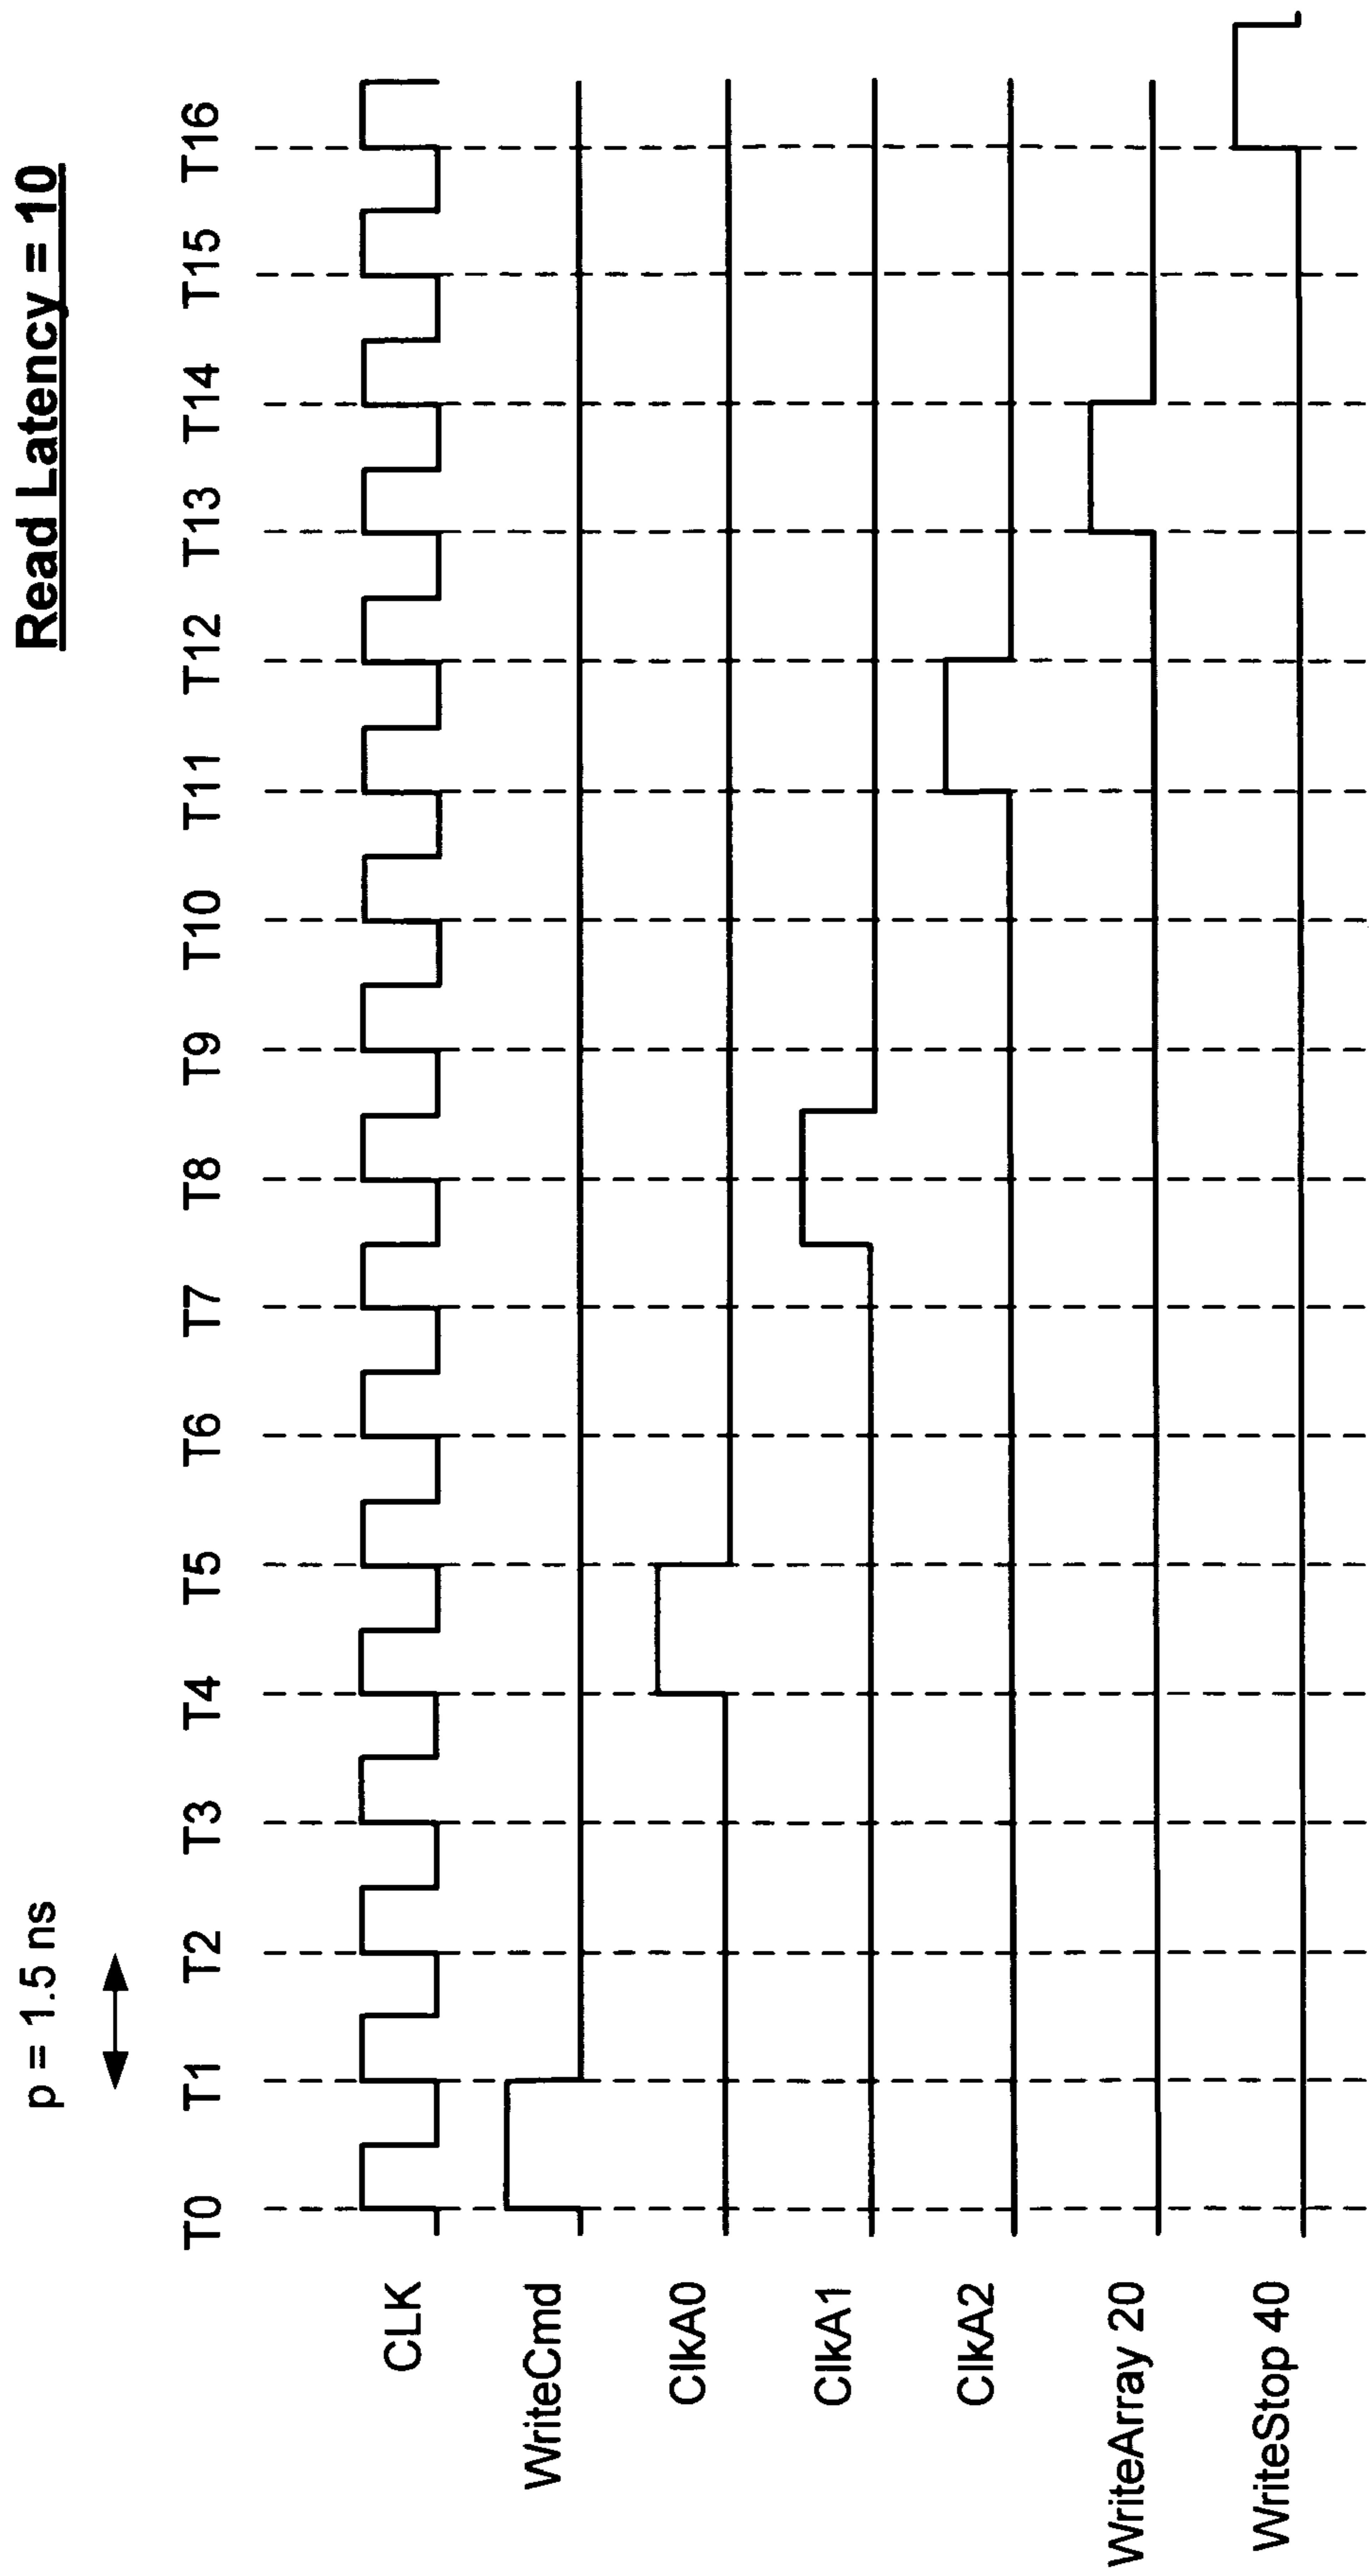 Read Latency = 10
p = 1.5 ns
T0 T1 T2 T3 T4 T5 T6 T7 T8 T9 T10 T11 T12 T13 T14 T15 T16
CLK
WriteCmd
ClkA0
ClkA1
ClkA2
WriteArray 20
WriteStop 40